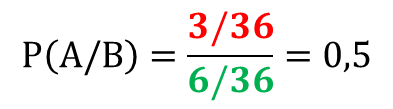 P(A/B) = 3/36 / 6/36 = 0,5